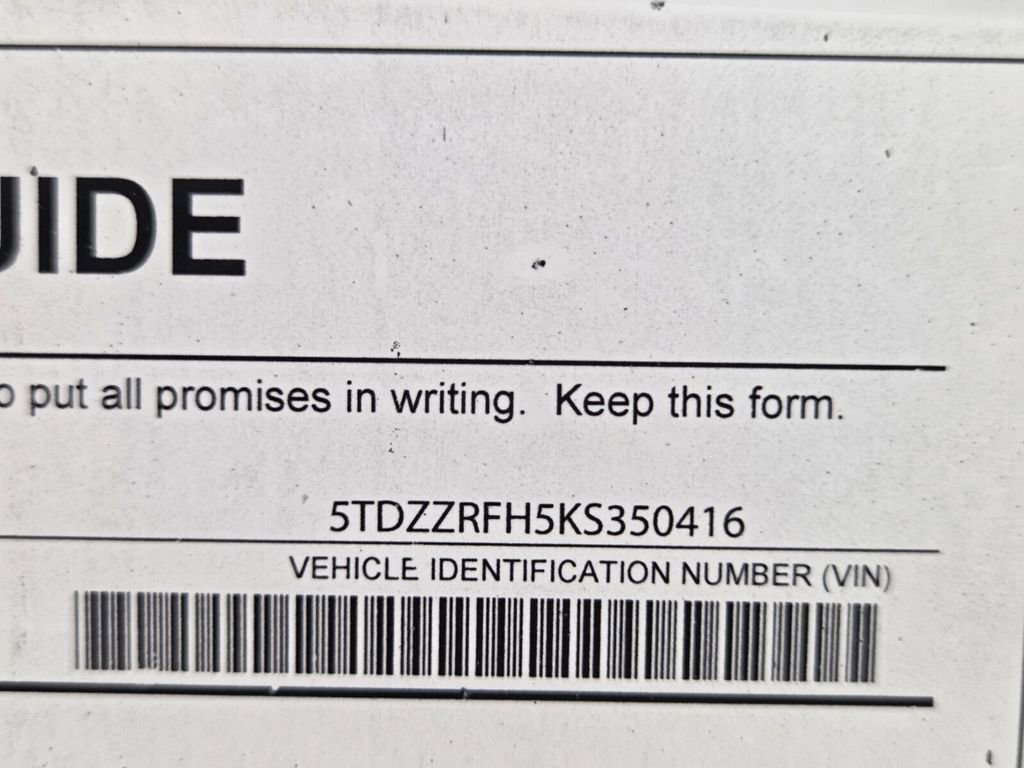 UIDE
o put all promises in writing. Keep this form.
5TDZZRFH5KS350416
VEHICLE IDENTIFICATION NUMBER (VIN)